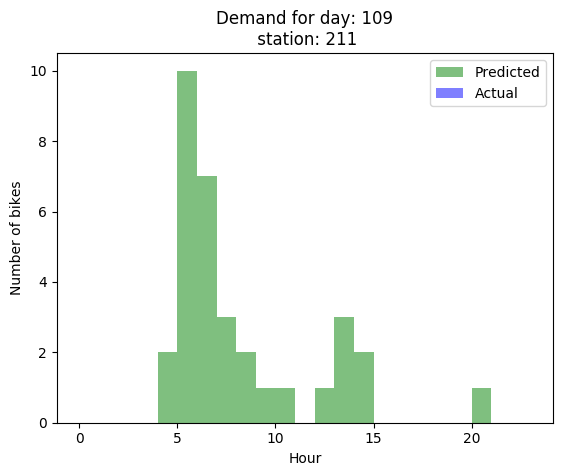 Demand for day: 109
station: 211
Predicted
Actual
10
8
6
4
2
0
Number of bikes
0 5 10 15 20
Hour